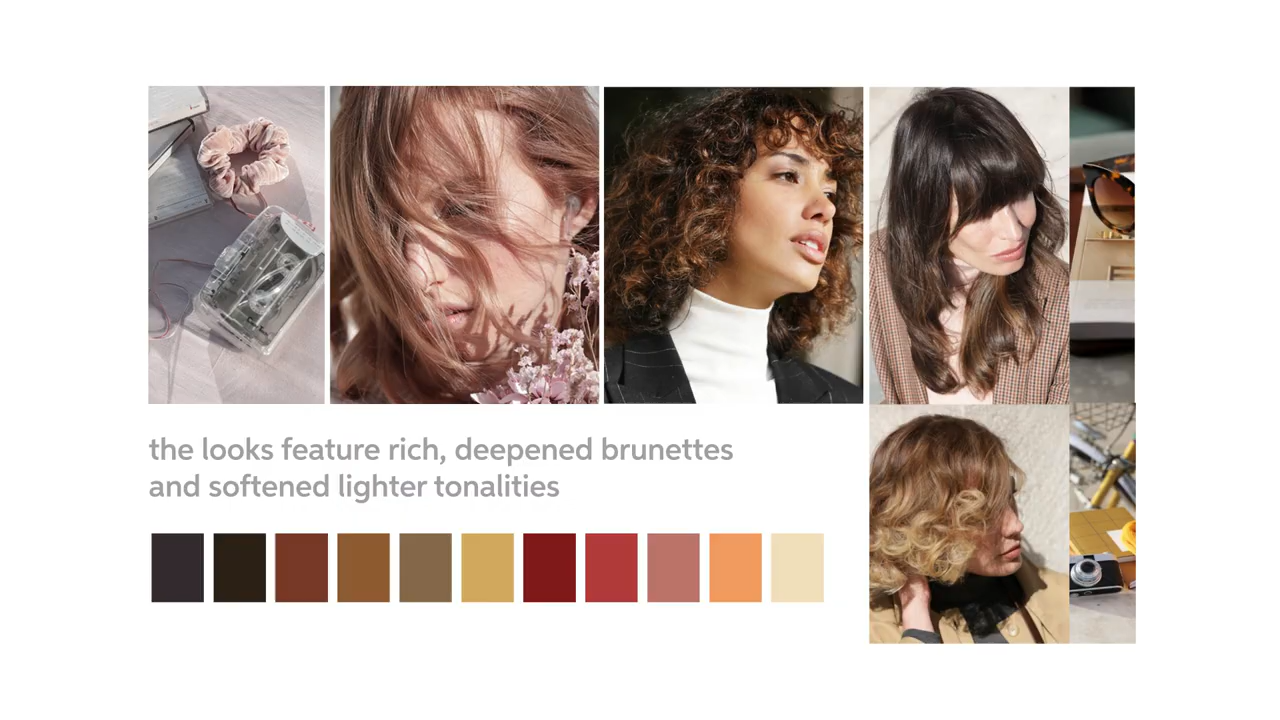 the looks feature rich, deepened brunettes
and softened lighter tonalities